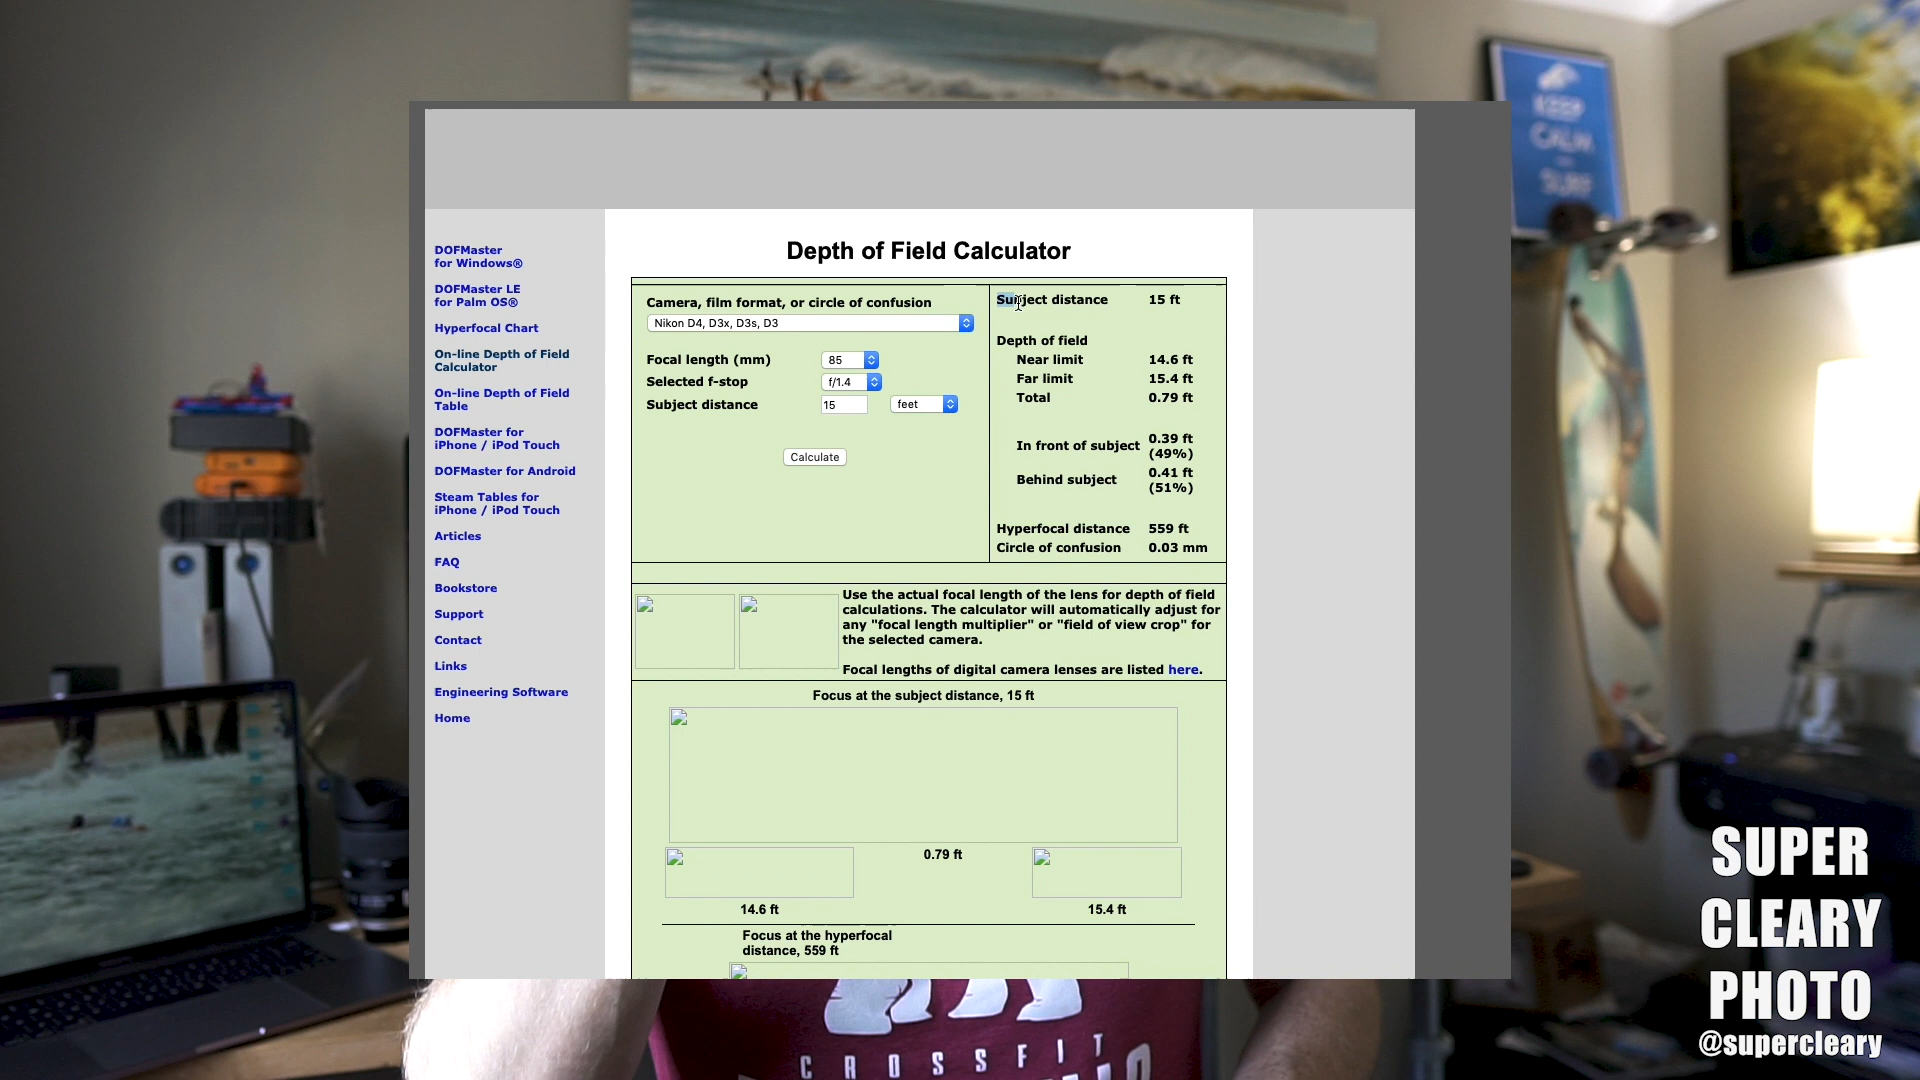 KEEP
CALM
SURF
DOFMaster
for Windows®
DOFMaster LE
for Palm OS®
Hyperfocal Chart
On-line Depth of Field
Calculator
On-line Depth of Field
Table
DOFMaster for
iPhone / iPod Touch
DOFMaster for Android
Steam Tables for
iPhone / iPod Touch
Articles
FAQ
Bookstore
Support
Contact
Links
Engineering Software
Home
Depth of Field Calculator
Camera, film format, or circle of confusion
Nikon D4, D3x, D3s, D3
Focal length (mm) 85
Selected f-stop f/1.4
Subject distance 15 feet
Calculate
Subject distance 15 ft
Depth of field
Near limit 14.6 ft
Far limit 15.4 ft
Total 0.79 ft
In front of subject 0.39 ft
(49%)
Behind subject 0.41 ft
(51%)
Hyperfocal distance 559 ft
Circle of confusion 0.03 mm
Use the actual focal length of the lens for depth of field
calculations. The calculator will automatically adjust for
any "focal length multiplier" or "field of view crop" for
the selected camera.
Focal lengths of digital camera lenses are listed here.
Focus at the subject distance, 15 ft
0.79 ft
14.6 ft 15.4 ft
Focus at the hyperfocal
distance, 559 ft
CROSSFIT
SUPER
CLEARY
PHOTO
@supercleary